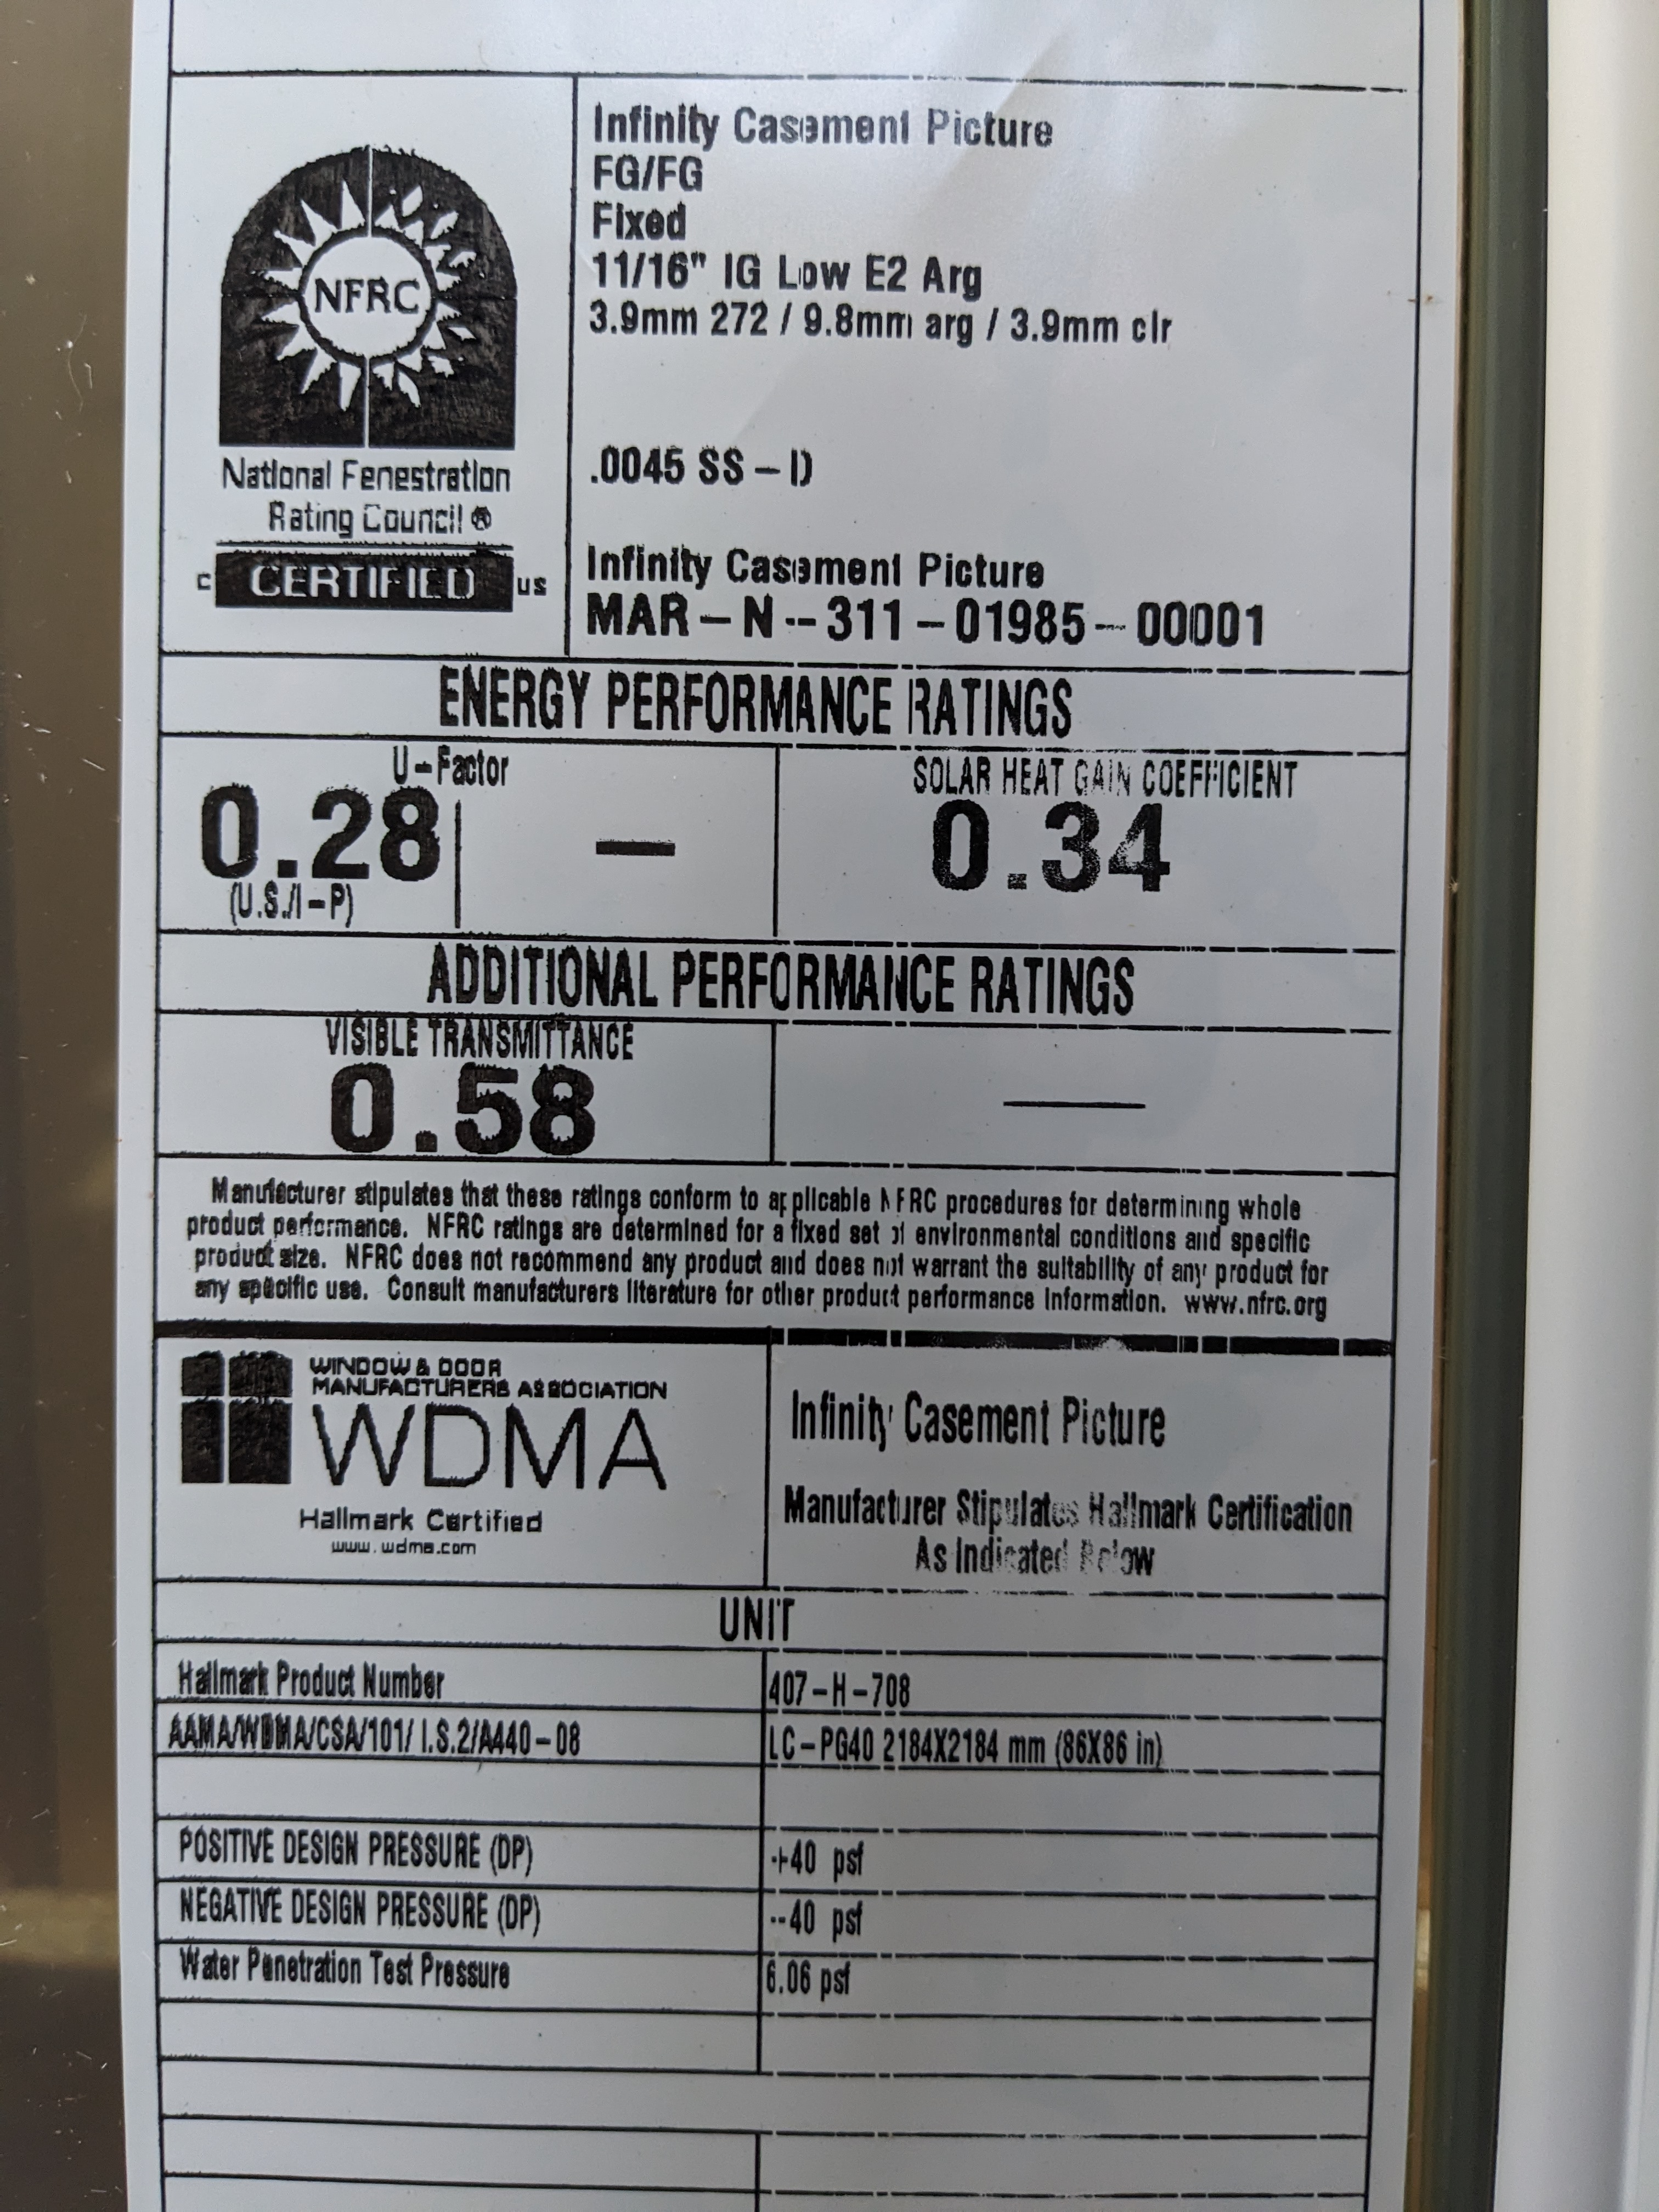 NFRC
National Fenestration
Rating Council ®
CERTIFIED
C
US
Infinity Casement Picture
FG/FG
Fixed
11/16" IG Low E2 Arg
3.9mm 272 / 9.8mm arg / 3.9mm clr
.0045 SS - D
Infinity Casement Picture
MAR - N - 311 - 01985 - 00001
ENERGY PERFORMANCE RATINGS
U-Factor
0.28
(U.S./I-P)
—
SOLAR HEAT GAIN COEFFICIENT
0.34
ADDITIONAL PERFORMANCE RATINGS
VISIBLE TRANSMITTANCE
0.58
—
Manufacturer stipulates that these ratings conform to applicable NFRC procedures for determining whole
product performance. NFRC ratings are determined for a fixed set of environmental conditions and specific
product size. NFRC does not recommend any product and does not warrant the suitability of any product for
any specific use. Consult manufacturers literature for other product performance Information. www.nfrc.org
WINDOW & DOOR
MANUFACTURERS ASSOCIATION
WDMA
Hallmark Certified
www.wdma.com
Infinity Casement Picture
Manufacturer Stipulates Hallmark Certification
As Indicated Below
UNIT
Hallmark Product Number 407-H-708
AAMA/WDMA/CSA/101/ I.S.2/A440-08 LC-PG40 2184X2184 mm (86X86 in)
POSITIVE DESIGN PRESSURE (DP) +40 psf
NEGATIVE DESIGN PRESSURE (DP) -40 psf
Water Penetration Test Pressure 6.06 psf